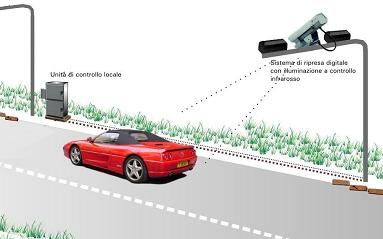 Sistema di ripresa digitale
con illuminazione a controllo
infrarosso
Unità di controllo locale